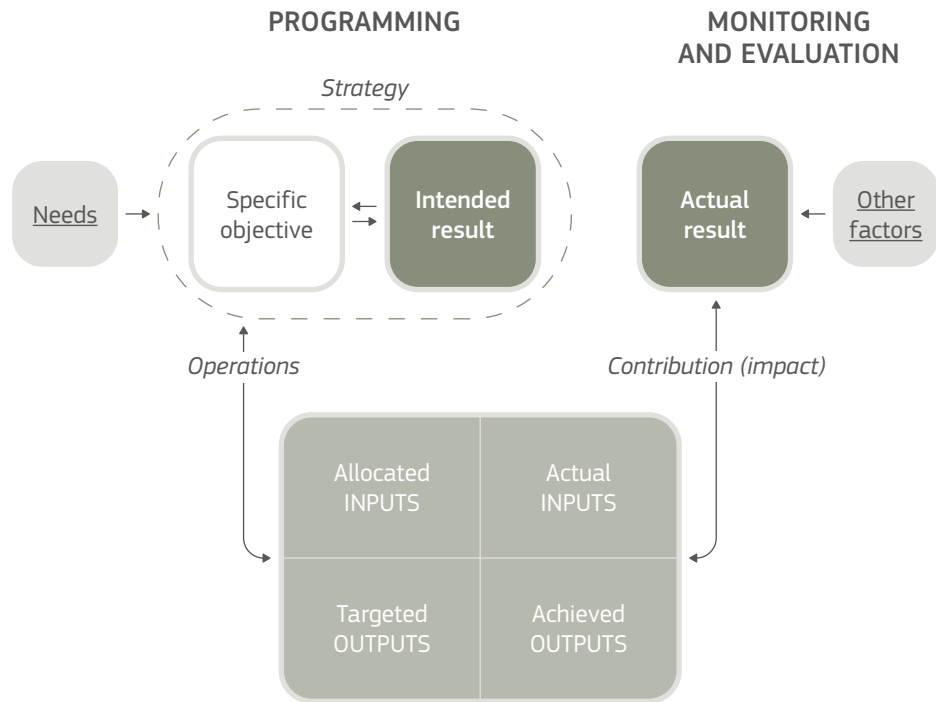 PROGRAMMING
MONITORING
AND EVALUATION
Strategy
Needs
Specific
objective
Intended
result
Actual
result
Other
factors
Operations
Contribution (impact)
Allocated
INPUTS
Actual
INPUTS
Targeted
OUTPUTS
Achieved
OUTPUTS